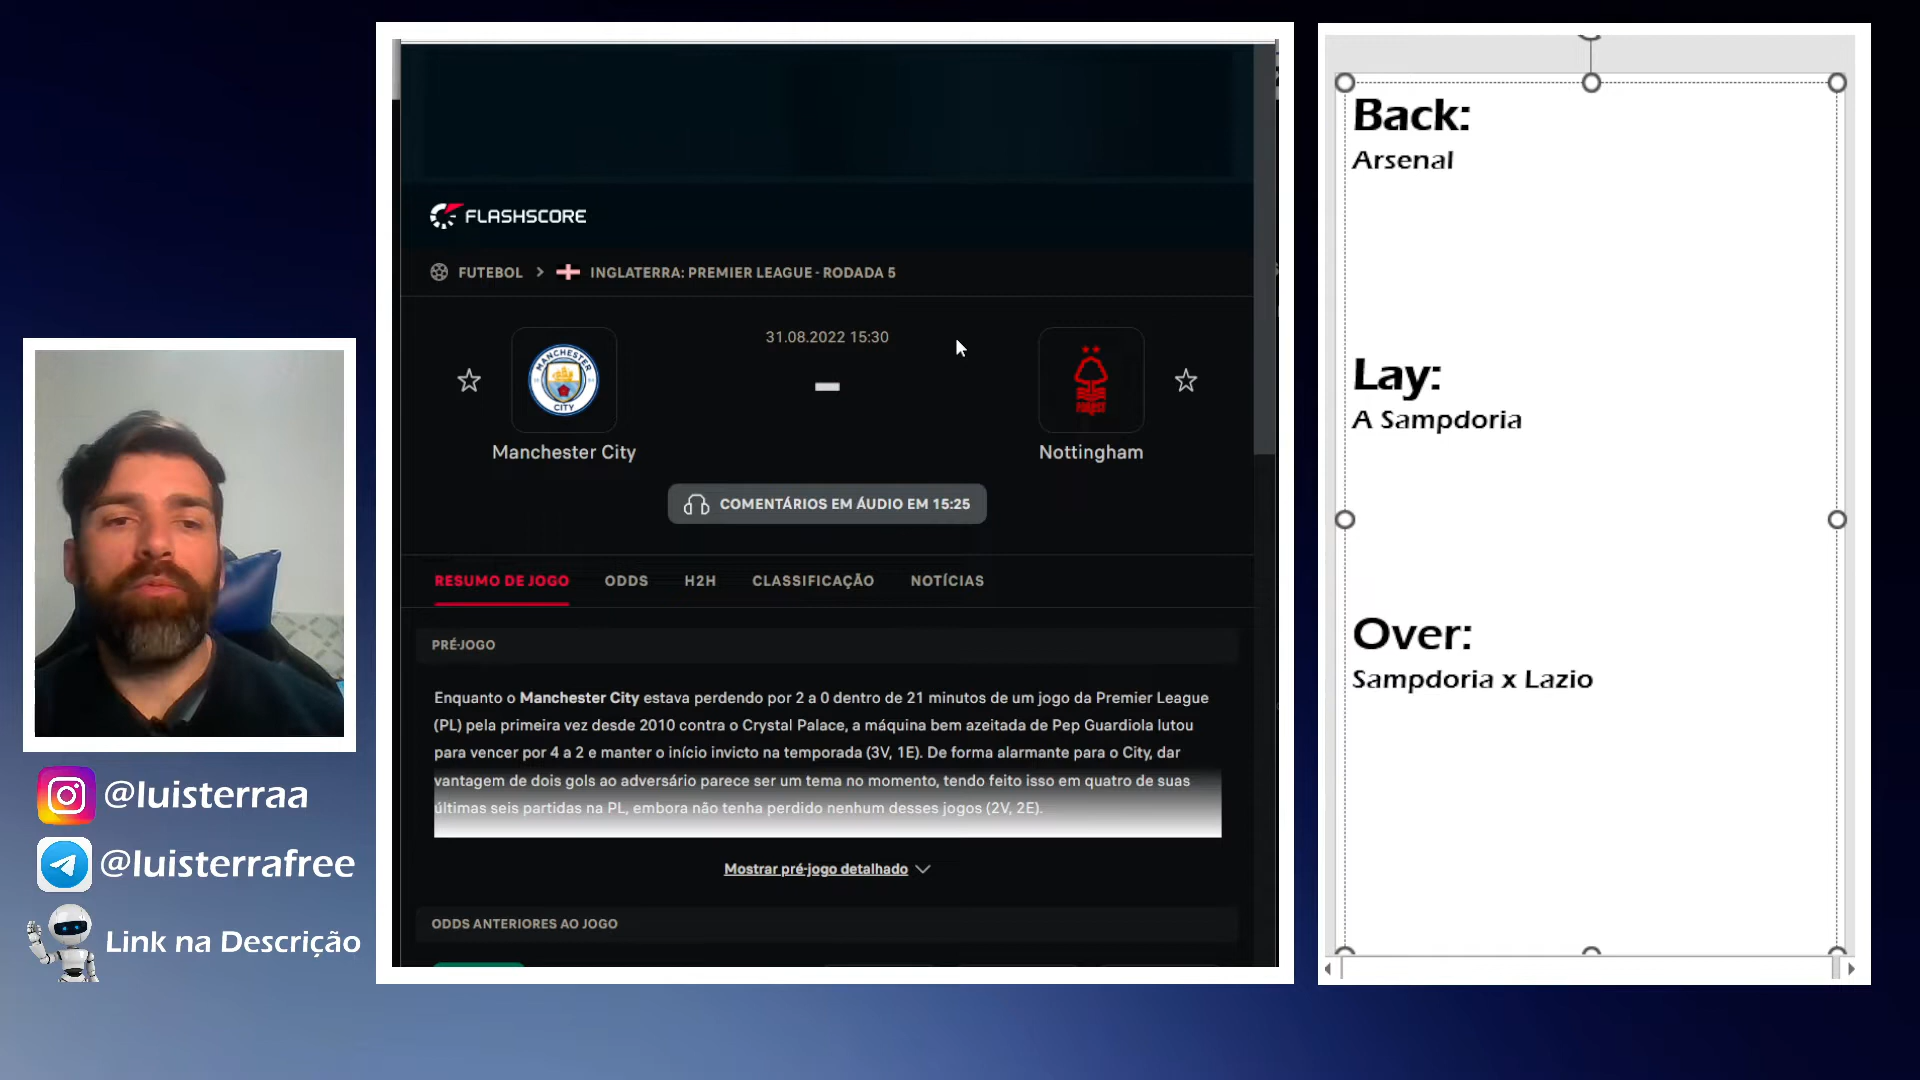 FLASHSCORE
FUTEBOL > INGLATERRA: PREMIER LEAGUE - RODADA 5
31.08.2022 15:30
-
MANCHESTER CITY
FOREST
Manchester City
Nottingham
COMENTÁRIOS EM ÁUDIO EM 15:25
RESUMO DE JOGO ODDS H2H CLASSIFICAÇÃO NOTÍCIAS
PRÉ-JOGO
Enquanto o Manchester City estava perdendo por 2 a 0 dentro de 21 minutos de um jogo da Premier League
(PL) pela primeira vez desde 2010 contra o Crystal Palace, a máquina bem azeitada de Pep Guardiola lutou
para vencer por 4 a 2 e manter o início invicto na temporada (3V, 1E). De forma alarmante para o City, dar
vantagem de dois gols ao adversário parece ser um tema no momento, tendo feito isso em quatro de suas
últimas seis partidas na PL, embora não tenha perdido nenhum desses jogos (2V, 2E).
Mostrar pré-jogo detalhado
ODDS ANTERIORES AO JOGO
Back:
Arsenal
Lay:
A Sampdoria
Over:
Sampdoria x Lazio
@luisterraa
@luisterrafree
Link na Descrição